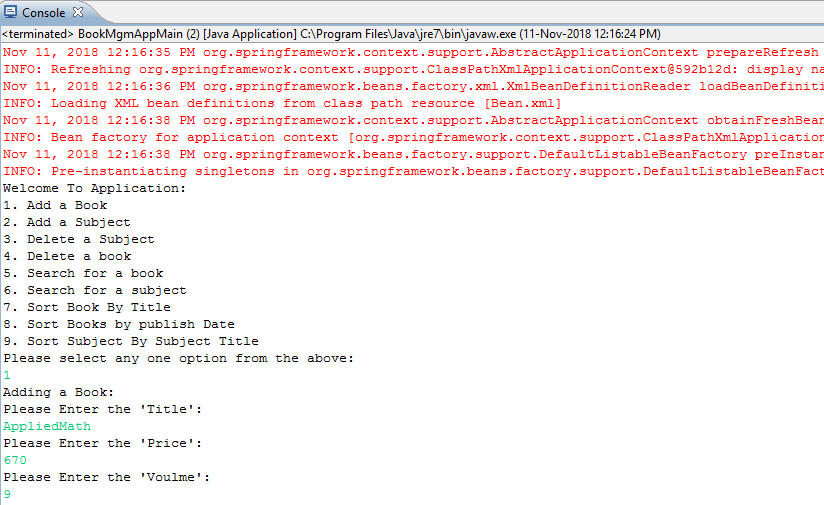 Console
<terminated> BookMgmAppMain (2) [Java Application] C:\Program Files\Java\jre7\bin\javaw.exe (11-Nov-2018 12:16:24 PM)
Nov 11, 2018 12:16:35 PM org.springframework.context.support.AbstractApplicationContext prepareRefresh
INFO: Refreshing org.springframework.context.support.ClassPathXmlApplicationContext@592b12d: display na
Nov 11, 2018 12:16:36 PM org.springframework.beans.factory.xml.XmlBeanDefinitionReader loadBeanDefiniti
INFO: Loading XML bean definitions from class path resource [Bean.xml]
Nov 11, 2018 12:16:38 PM org.springframework.context.support.AbstractApplicationContext obtainFreshBean
INFO: Bean factory for application context [org.springframework.context.support.ClassPathXmlApplication
Nov 11, 2018 12:16:38 PM org.springframework.beans.factory.support.DefaultListableBeanFactory preInstan
INFO: Pre-instantiating singletons in org.springframework.beans.factory.support.DefaultListableBeanFact
Welcome To Application:
1. Add a Book
2. Add a Subject
3. Delete a Subject
4. Delete a book
5. Search for a book
6. Search for a subject
7. Sort Book By Title
8. Sort Books by publish Date
9. Sort Subject By Subject Title
Please select any one option from the above:
1
Adding a Book:
Please Enter the 'Title':
AppliedMath
Please Enter the 'Price':
670
Please Enter the 'Voulme':
9